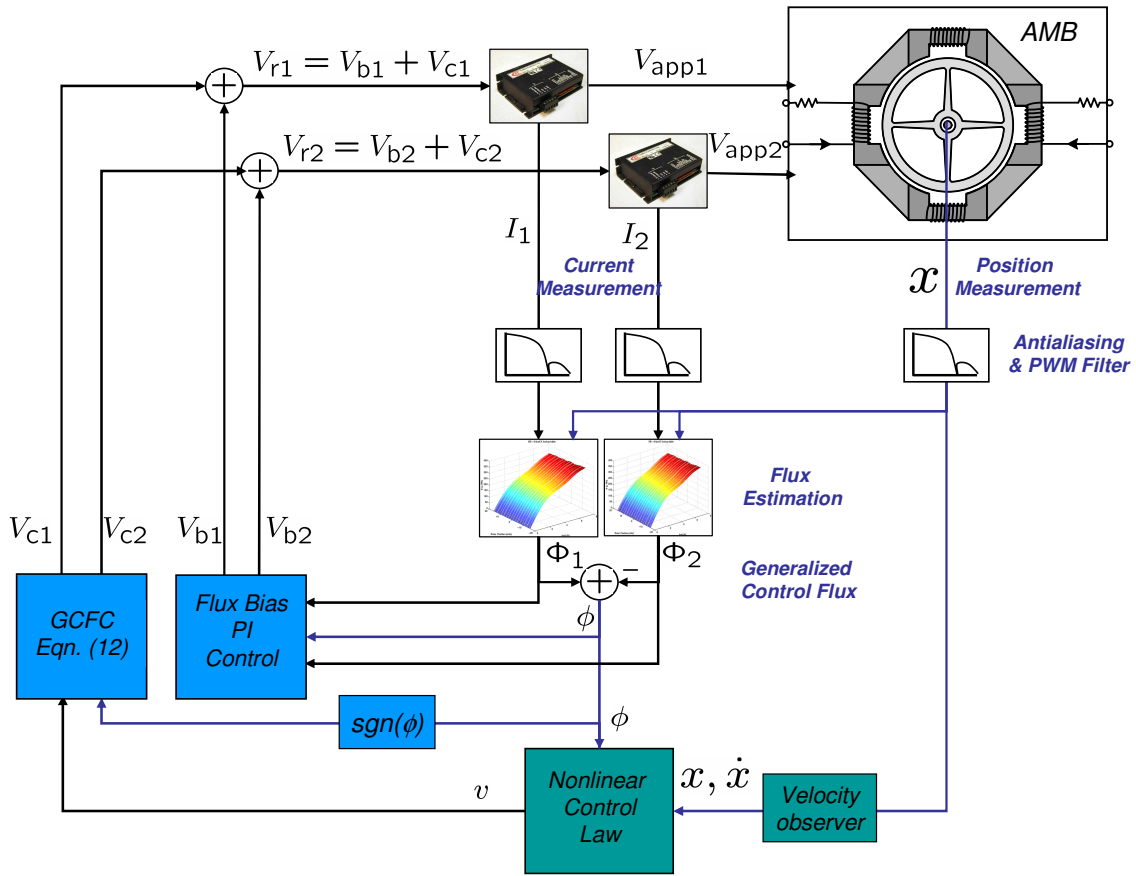 AMB
V_r1 = V_b1 + V_c1
V_app1
V_r2 = V_b2 + V_c2
V_app2
I_1
I_2
Current
Measurement
x
Position
Measurement
Antialiasing
& PWM Filter
Flux
Estimation
V_c1
V_c2
V_b1
V_b2
Φ_1
Φ_2
Generalized
Control Flux
GCFC
Eqn. (12)
Flux Bias
PI
Control
ϕ
sgn(ϕ)
ϕ
v
Nonlinear
Control
Law
x, ẋ
Velocity
observer